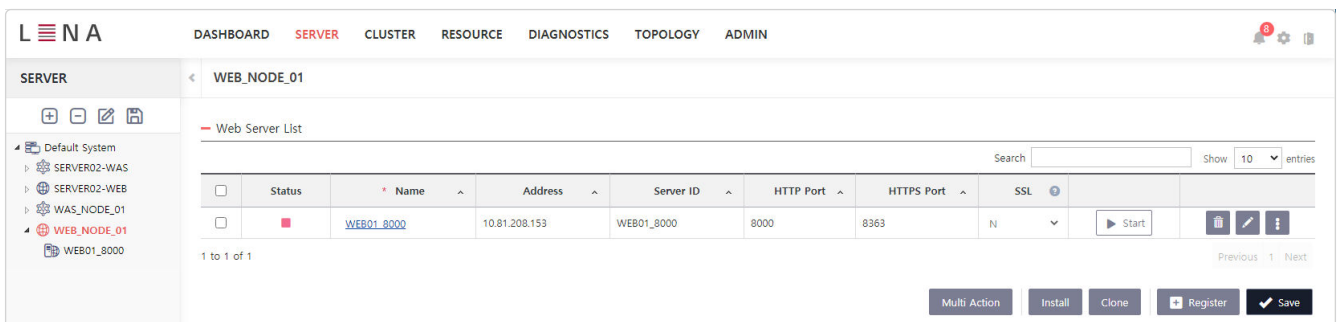 LENA
DASHBOARD SERVER CLUSTER RESOURCE DIAGNOSTICS TOPOLOGY ADMIN
8
SERVER
WEB_NODE_01
Default System
SERVER02-WAS
SERVER02-WEB
WAS_NODE_01
WEB_NODE_01
WEB01_8000
Web Server List
Search Show 10 entries
Status * Name Address Server ID HTTP Port HTTPS Port SSL ?
WEB01_8000 10.81.208.153 WEB01_8000 8000 8363 N Start
1 to 1 of 1 Previous 1 Next
Multi Action Install Clone Register Save